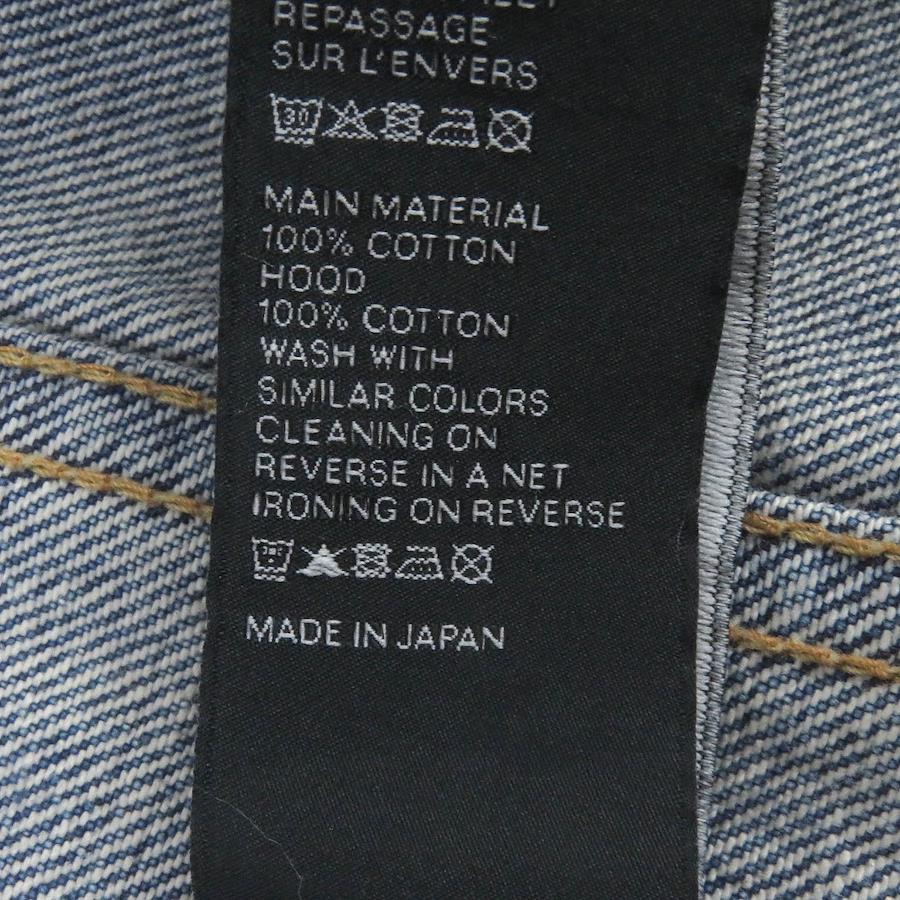 REPASSAGE
SUR L'ENVERS
30
MAIN MATERIAL
100% COTTON
HOOD
100% COTTON
WASH WITH
SIMILAR COLORS
CLEANING ON
REVERSE IN A NET
IRONING ON REVERSE
MADE IN JAPAN